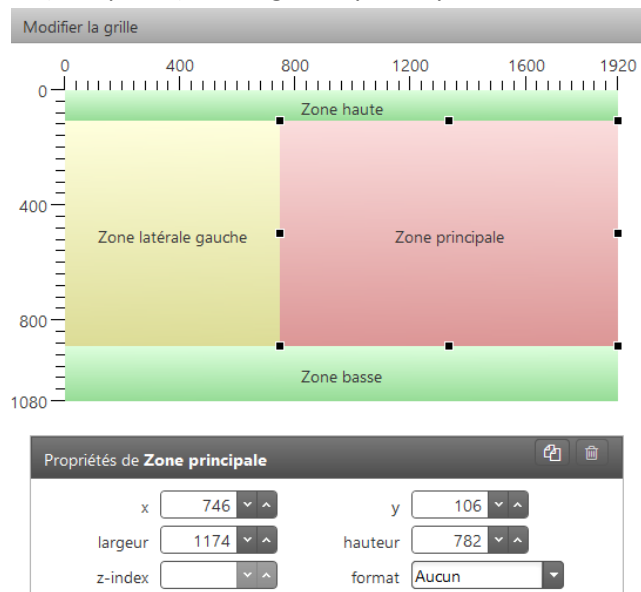 Modifier la grille
0 400 800 1200 1600 1920
0
Zone haute
400
Zone latérale gauche Zone principale
800
Zone basse
1080
Propriétés de Zone principale
x 746 y 106
largeur 1174 hauteur 782
z-index format Aucun